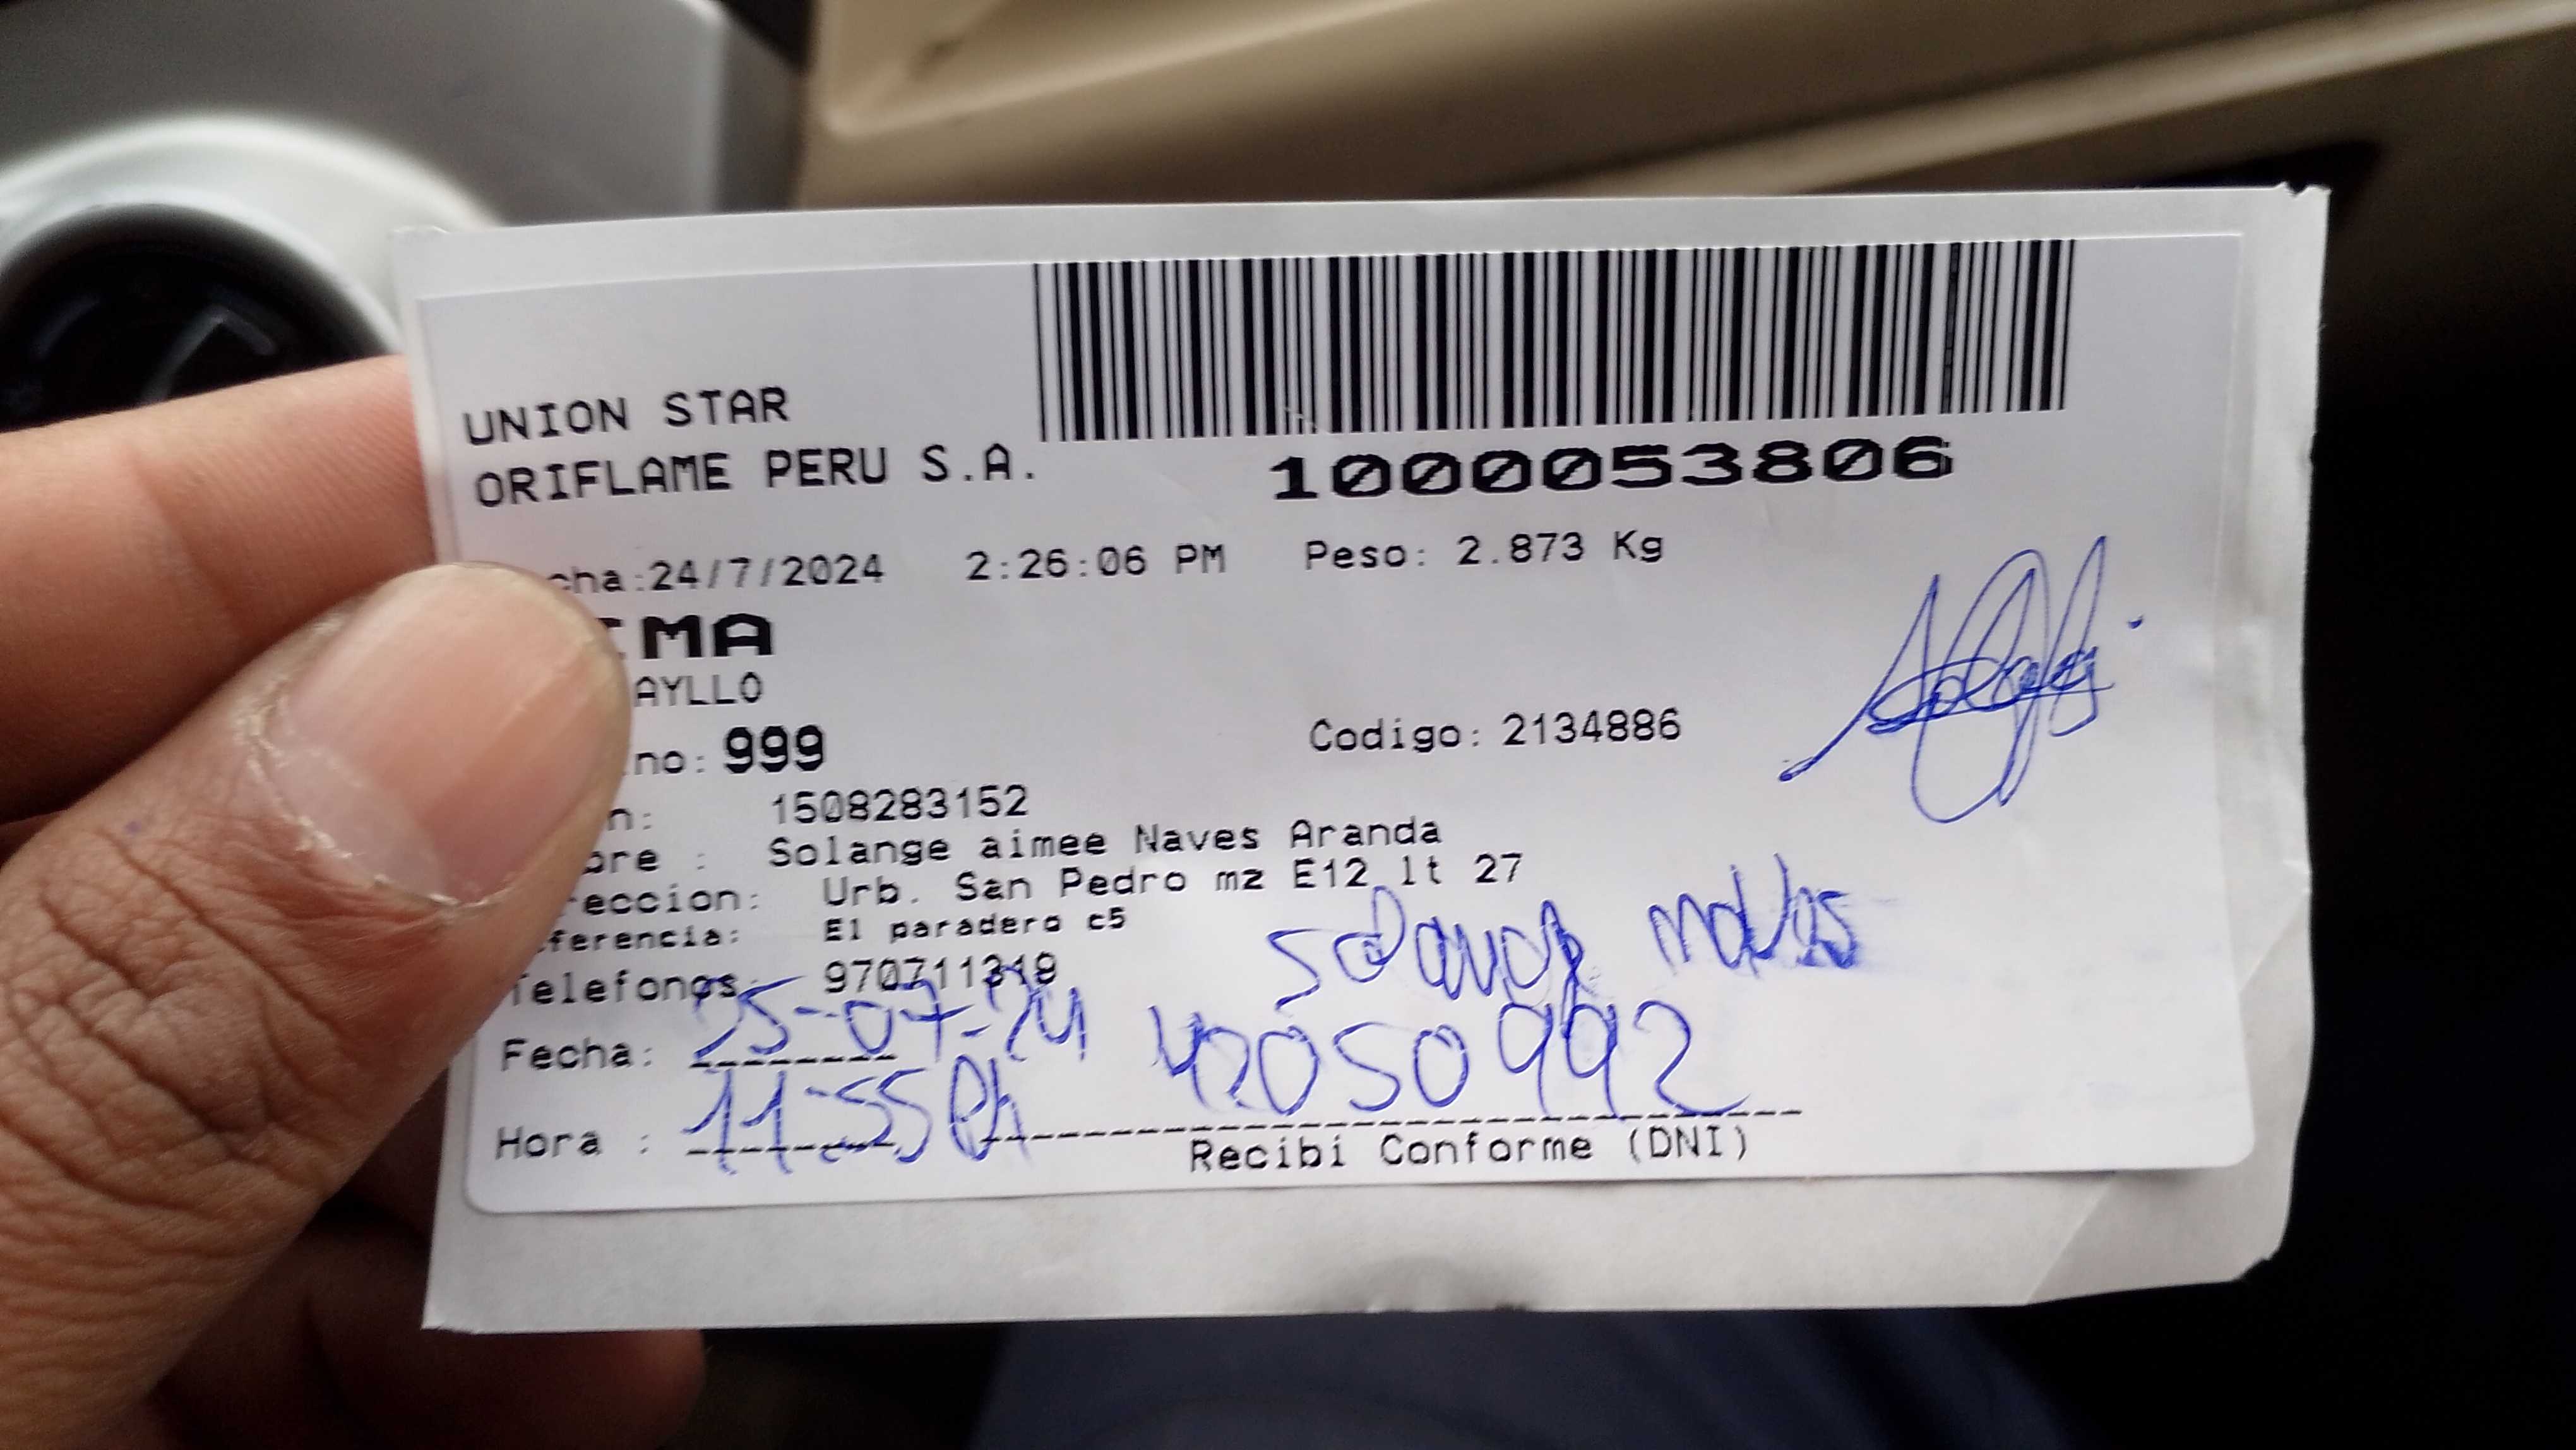 UNION STAR
ORIFLAME PERU S.A.
1000053806
cha:24/7/2024 2:26:06 PM Peso: 2.873 Kg
IMA
AYLLO
no: 999 Codigo: 2134886
n: 1508283152
bre : Solange aimee Naves Aranda
reccion: Urb. San Pedro mz E12 lt 27
ferencia: El paradero c5
Telefonos: 970711319
Fecha: 25-07-24
Hora : 11:55
42050992
Recibi Conforme (DNI)